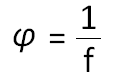 φ = 1/f